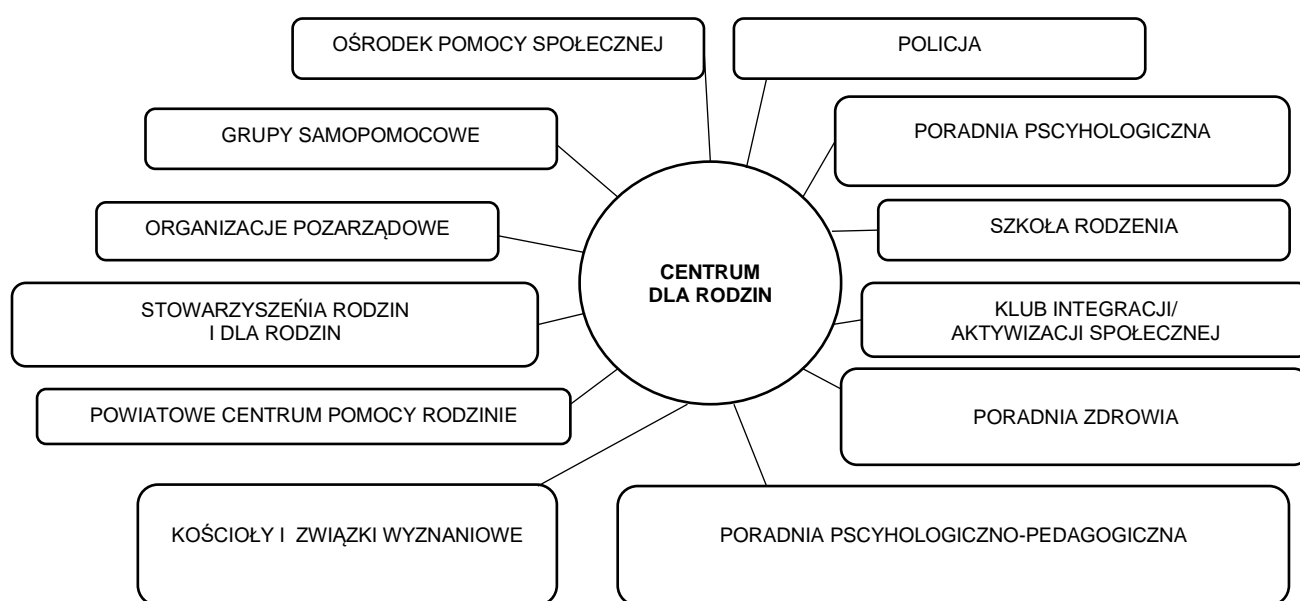 OŚRODEK POMOCY SPOŁECZNEJ
POLICJA
GRUPY SAMOPOMOCOWE
PORADNIA PSCYHOLOGICZNA
ORGANIZACJE POZARZĄDOWE
SZKOŁA RODZENIA
CENTRUM
DLA RODZIN
STOWARZYSZEŃIA RODZIN
I DLA RODZIN
KLUB INTEGRACJI/
AKTYWIZACJI SPOŁECZNEJ
POWIATOWE CENTRUM POMOCY RODZINIE
PORADNIA ZDROWIA
KOŚCIOŁY I ZWIĄZKI WYZNANIOWE
PORADNIA PSCYHOLOGICZNO-PEDAGOGICZNA